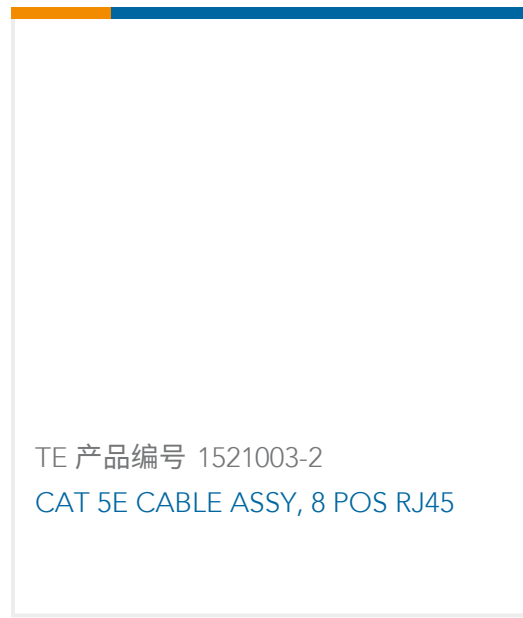 TE 产品编号 1521003-2
CAT 5E CABLE ASSY, 8 POS RJ45